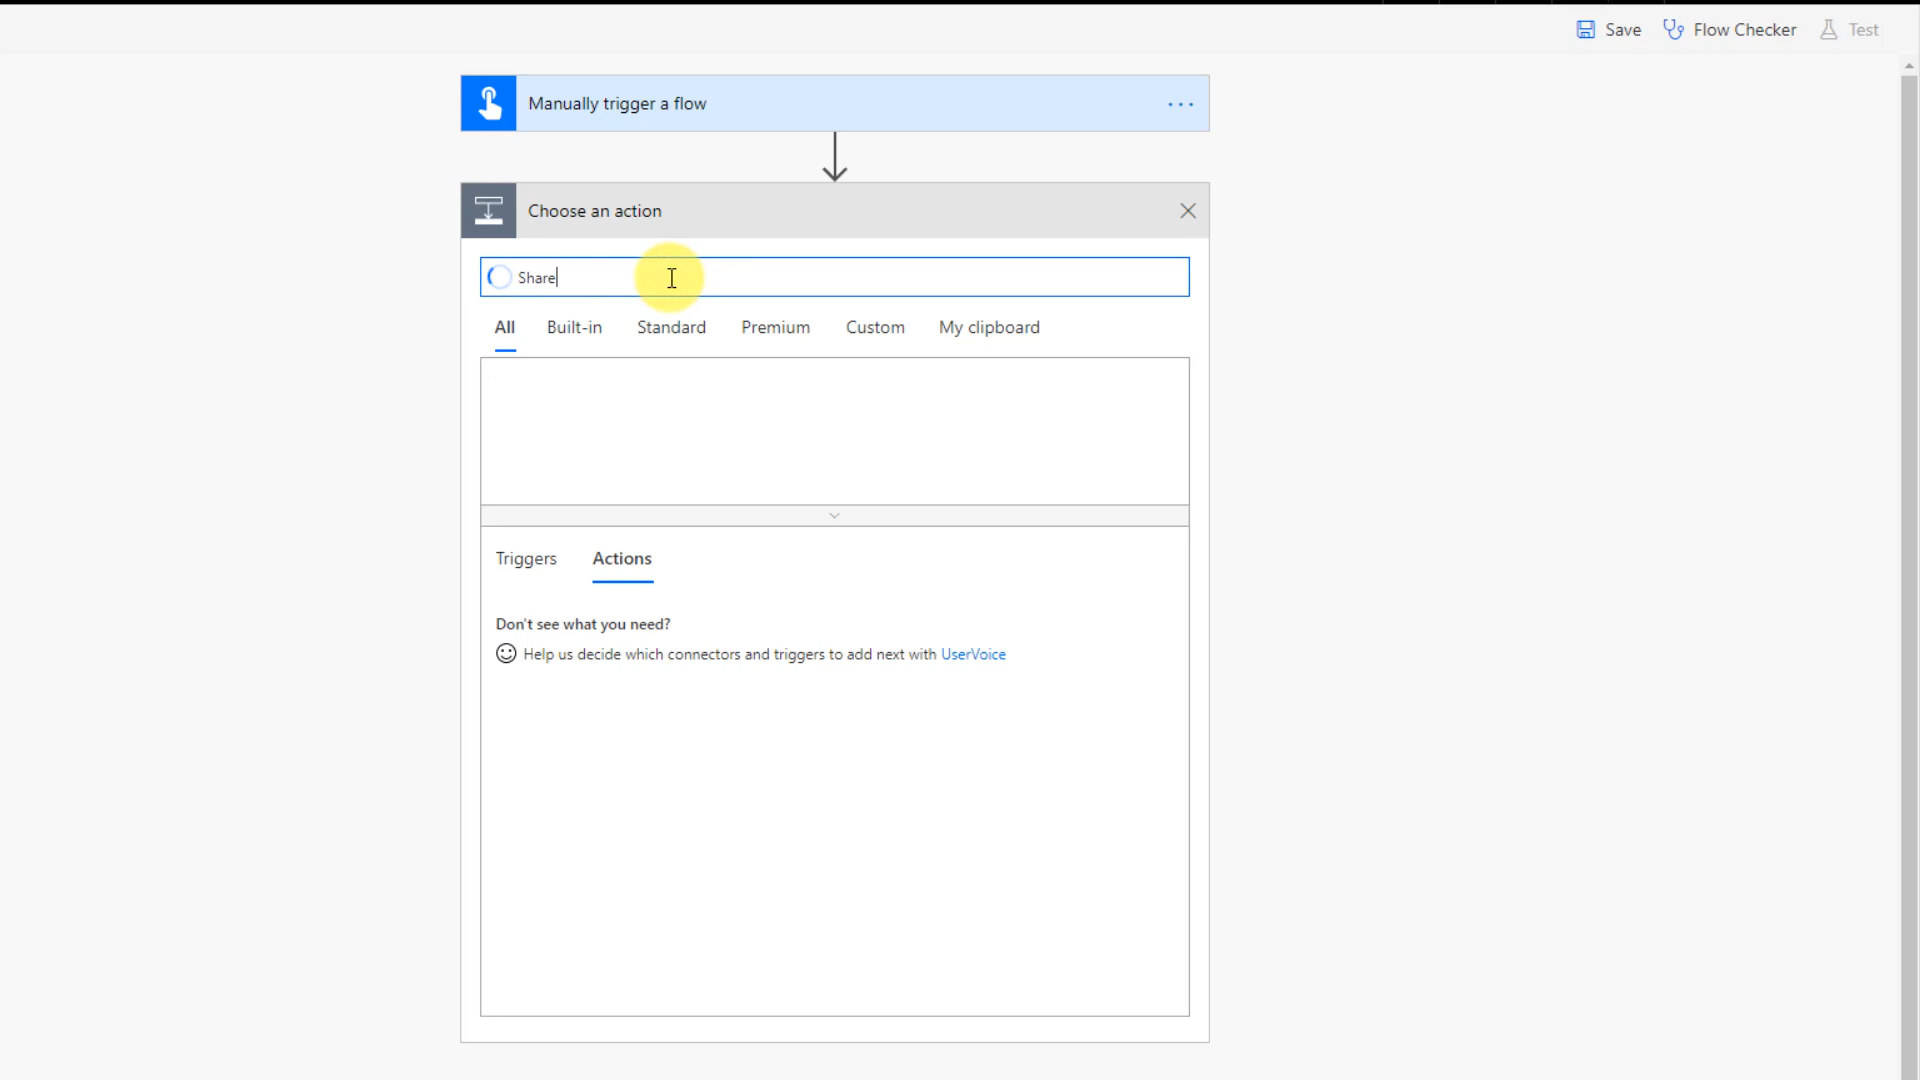 Save Flow Checker Test
Manually trigger a flow
Choose an action
Share
All Built-in Standard Premium Custom My clipboard
Triggers Actions
Don't see what you need?
Help us decide which connectors and triggers to add next with UserVoice